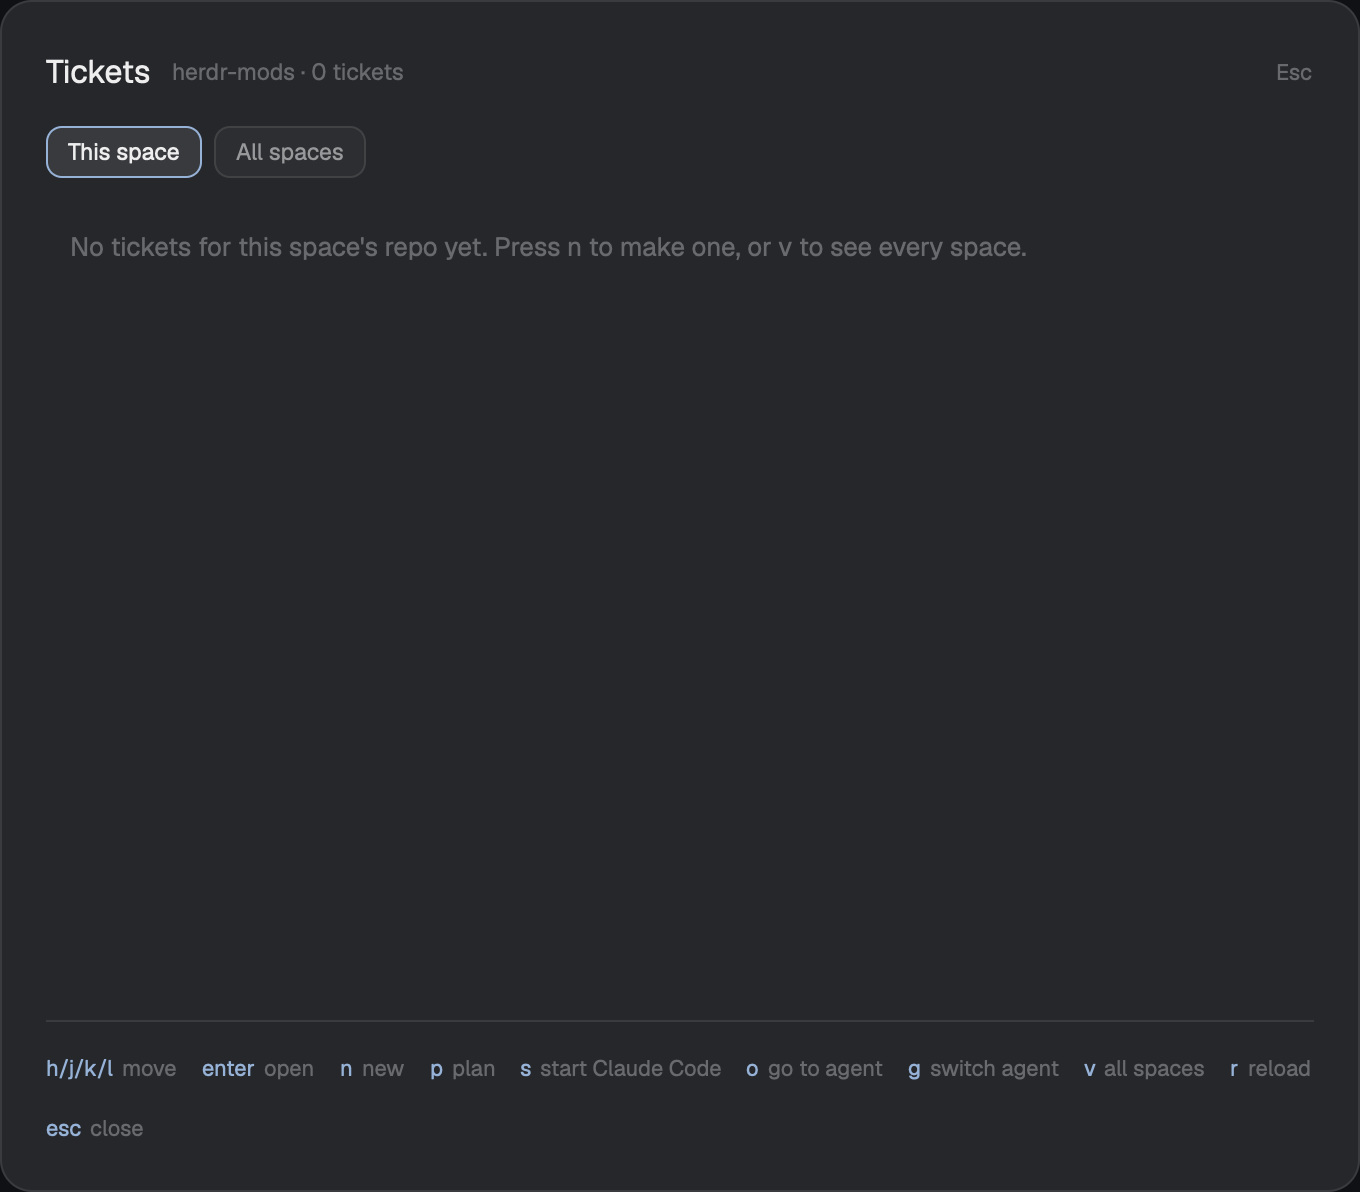 Tickets herdr-mods · 0 tickets Esc
This space All spaces
No tickets for this space's repo yet. Press n to make one, or v to see every space.
h/j/k/l move enter open n new p plan s start Claude Code o go to agent g switch agent v all spaces r reload
esc close